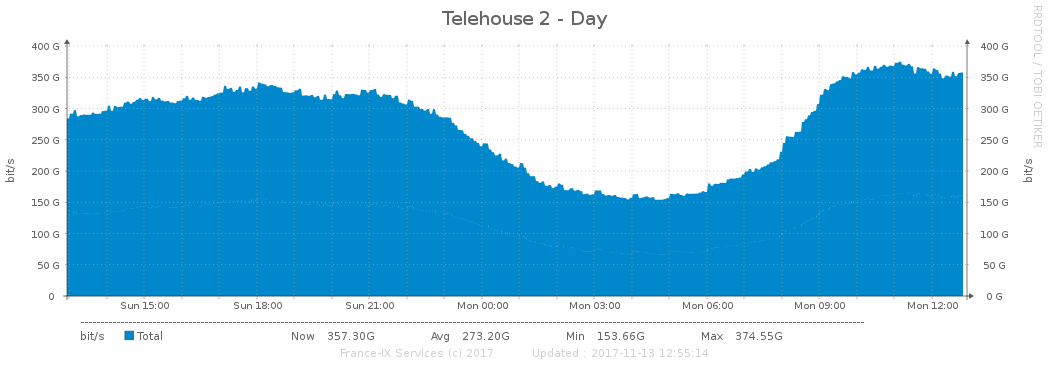 Telehouse 2 - Day
RRDTOOL / TOBI OETIKER
bit/s
400 G 400 G
350 G 350 G
300 G 300 G
250 G 250 G
200 G 200 G
150 G 150 G
100 G 100 G
50 G 50 G
0 0 G
bit/s
Sun 15:00 Sun 18:00 Sun 21:00 Mon 00:00 Mon 03:00 Mon 06:00 Mon 09:00 Mon 12:00
bit/s Total Now 357.30G Avg 273.20G Min 153.66G Max 374.55G
France-IX Services (c) 2017 Updated : 2017-11-13 12:55:14